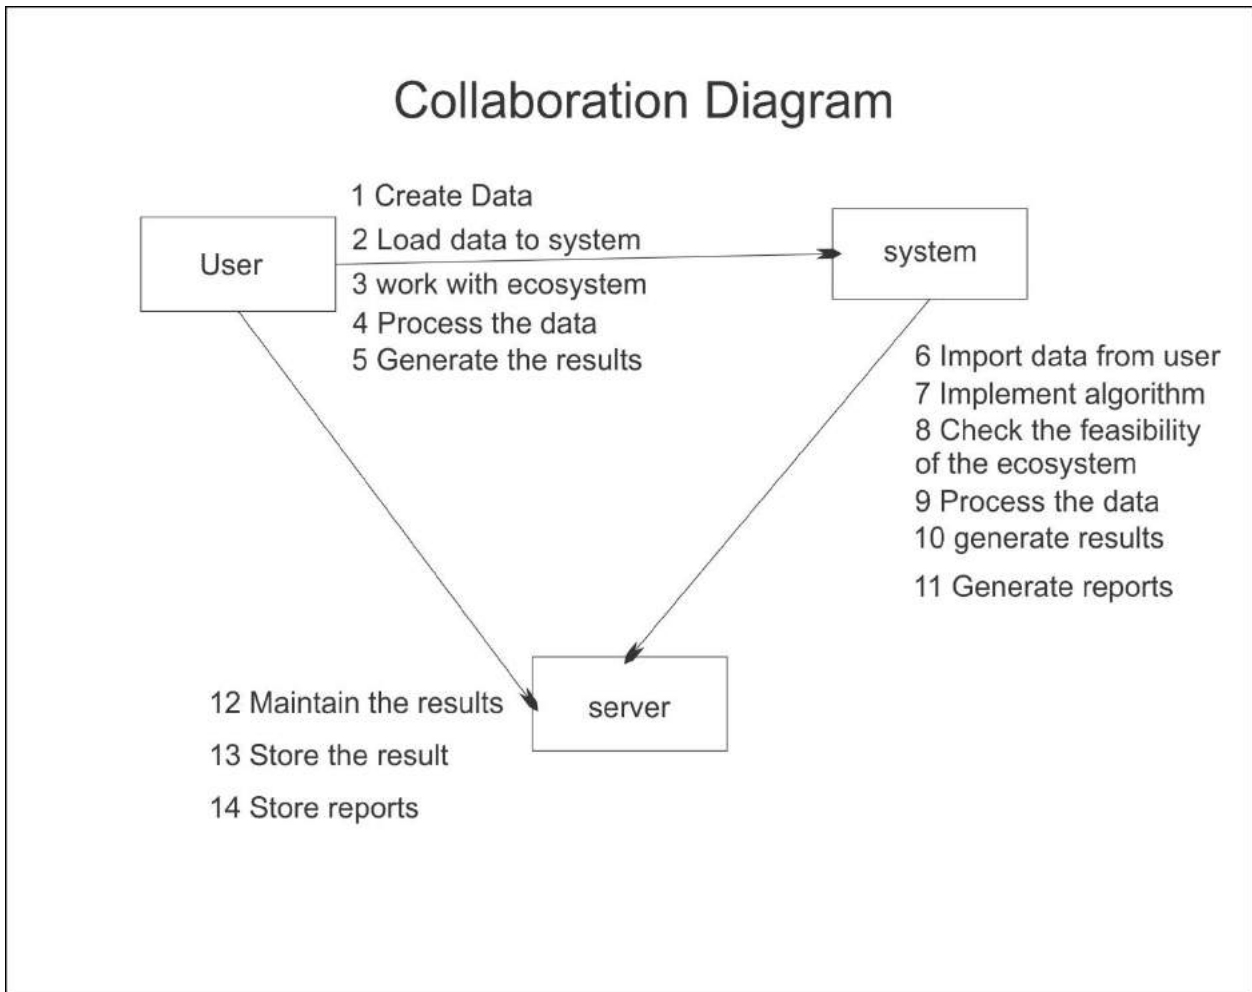 Collaboration Diagram
1 Create Data
2 Load data to system
User
system
3 work with ecosystem
4 Process the data
5 Generate the results
6 Import data from user
7 Implement algorithm
8 Check the feasibility
of the ecosystem
9 Process the data
10 generate results
11 Generate reports
12 Maintain the results
server
13 Store the result
14 Store reports